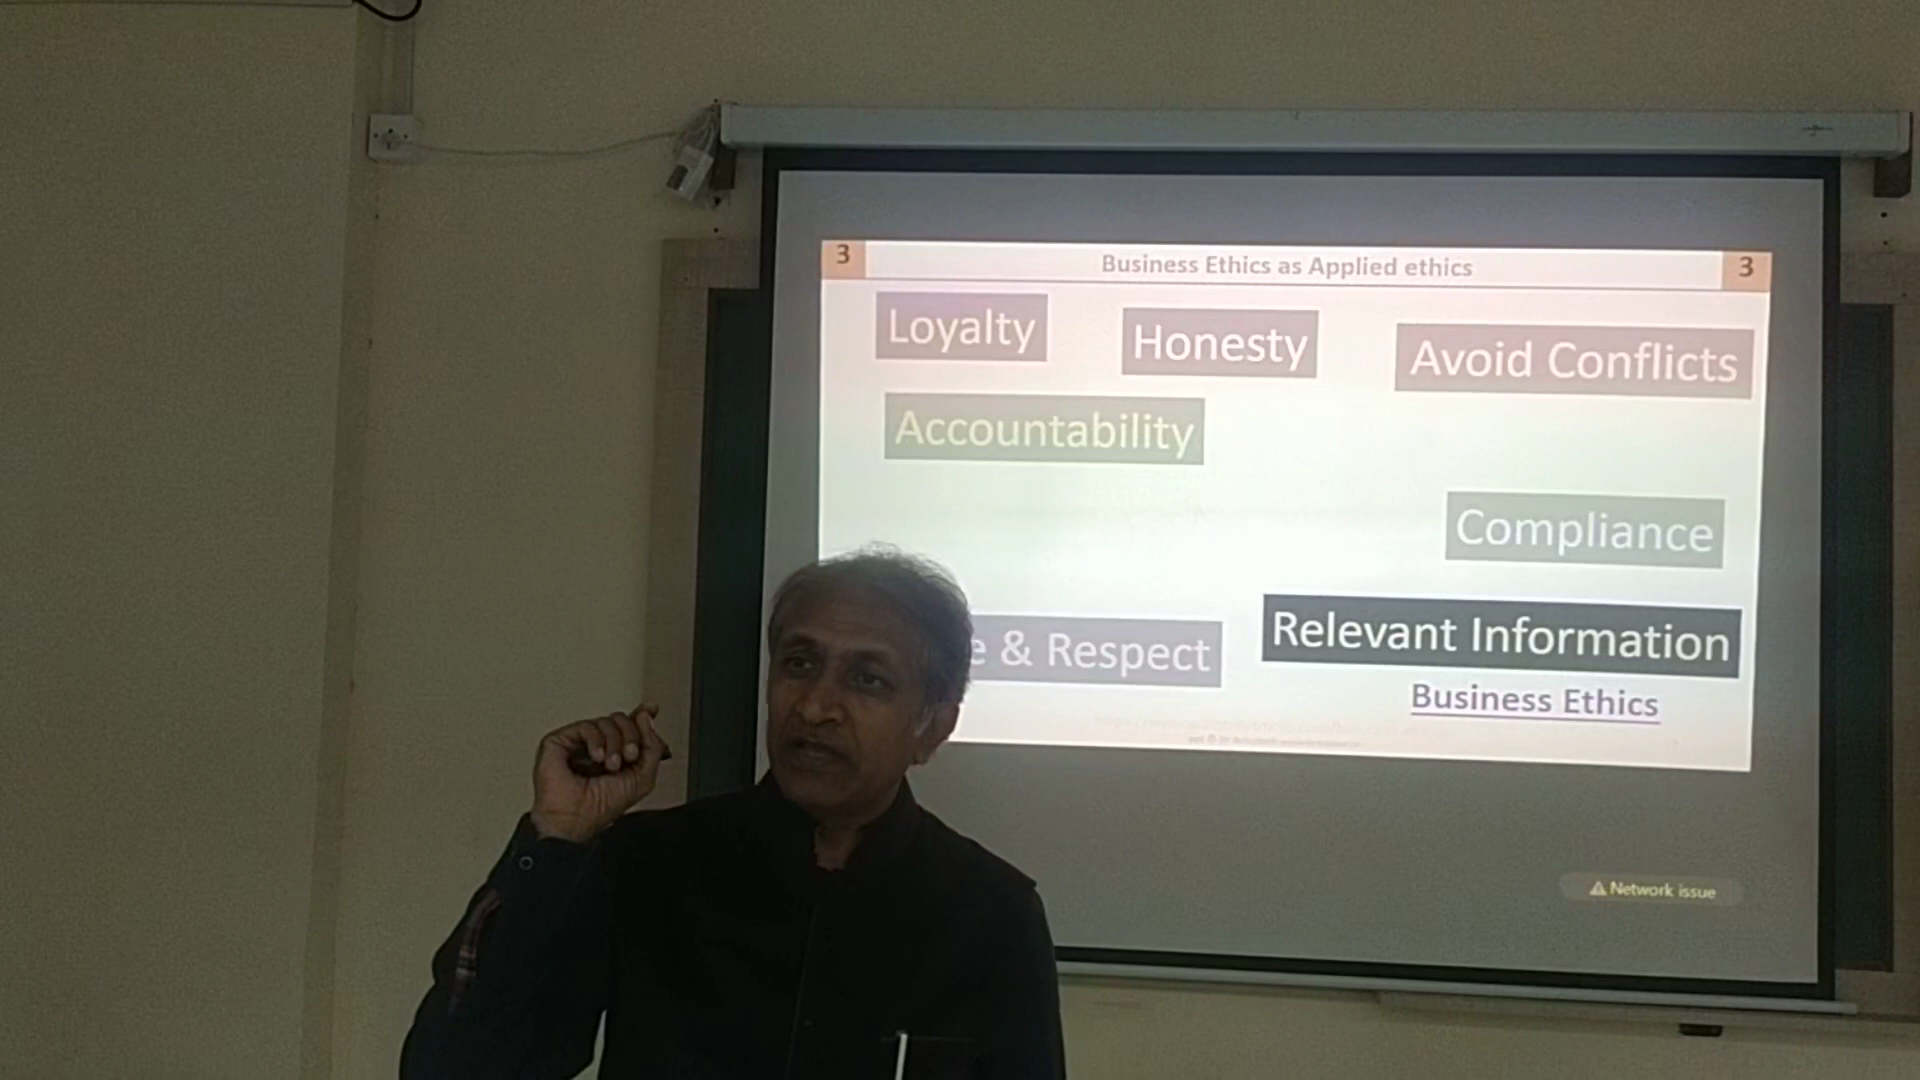 3 Business Ethics as Applied ethics 3
Loyalty
Honesty
Avoid Conflicts
Accountability
Compliance
e & Respect
Relevant Information
Business Ethics
Network issue